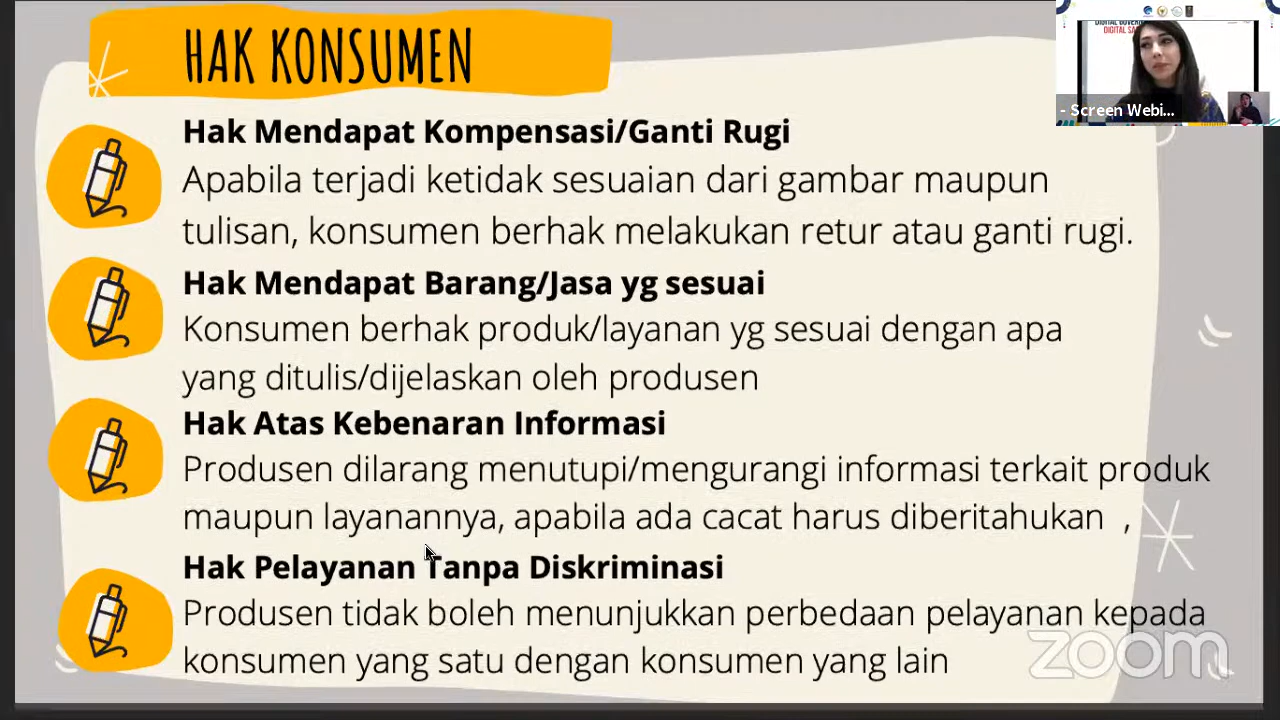 HAK KONSUMEN
Hak Mendapat Kompensasi/Ganti Rugi
Apabila terjadi ketidak sesuaian dari gambar maupun
tulisan, konsumen berhak melakukan retur atau ganti rugi.
Hak Mendapat Barang/Jasa yg sesuai
Konsumen berhak produk/layanan yg sesuai dengan apa
yang ditulis/dijelaskan oleh produsen
Hak Atas Kebenaran Informasi
Produsen dilarang menutupi/mengurangi informasi terkait produk
maupun layanannya, apabila ada cacat harus diberitahukan ,
Hak Pelayanan Tanpa Diskriminasi
Produsen tidak boleh menunjukkan perbedaan pelayanan kepada
konsumen yang satu dengan konsumen yang lain
DIGITAL
- Screen Webi...
zoom